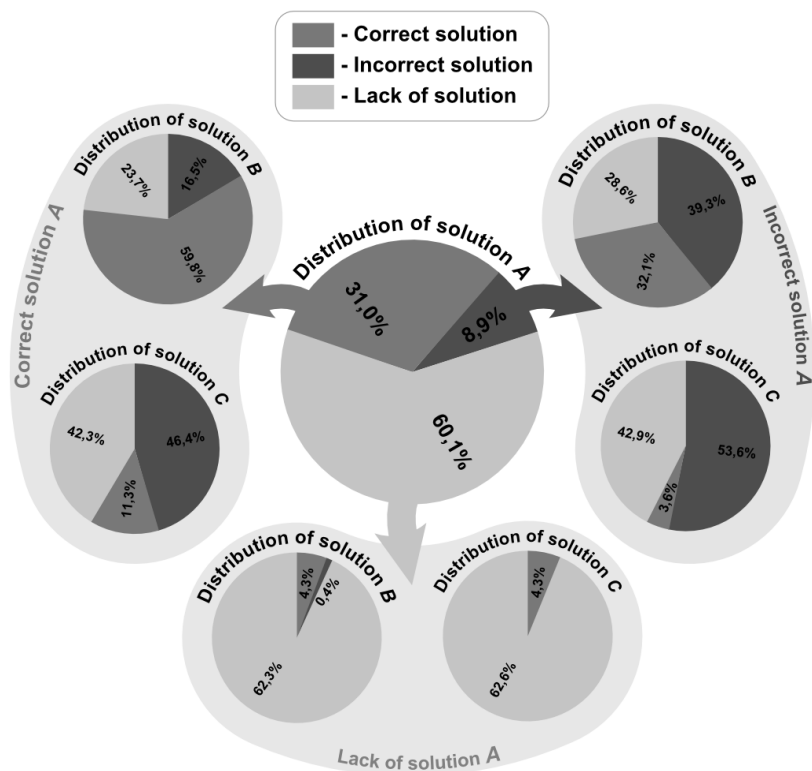 - Correct solution
- Incorrect solution
- Lack of solution
Correct solution A
Distribution of solution B
23,7%
16,5%
59,8%
Distribution of solution C
42,3%
46,4%
11,3%
Distribution of solution A
31,0%
8,9%
60,1%
Incorrect solution A
Distribution of solution B
28,6%
39,3%
32,1%
Distribution of solution C
42,9%
53,6%
3,6%
Distribution of solution B
4,3%
0,4%
62,3%
Distribution of solution C
4,3%
62,6%
Lack of solution A